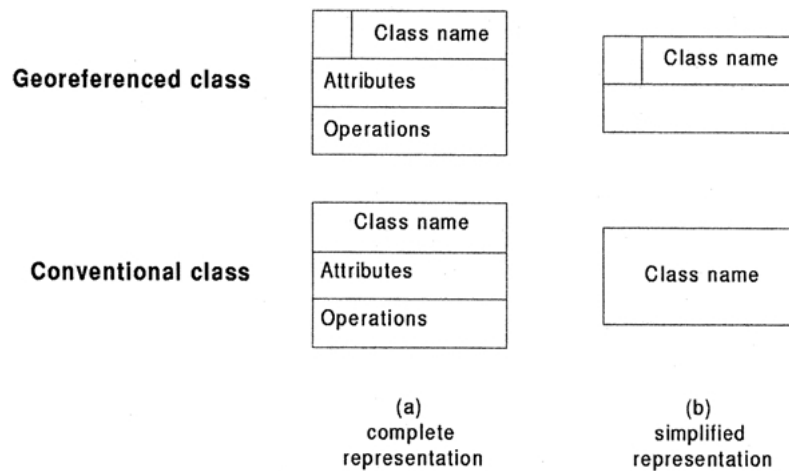 Georeferenced class
Class name
Attributes
Operations
Class name
Conventional class
Class name
Attributes
Operations
Class name
(a)
complete
representation
(b)
simplified
representation